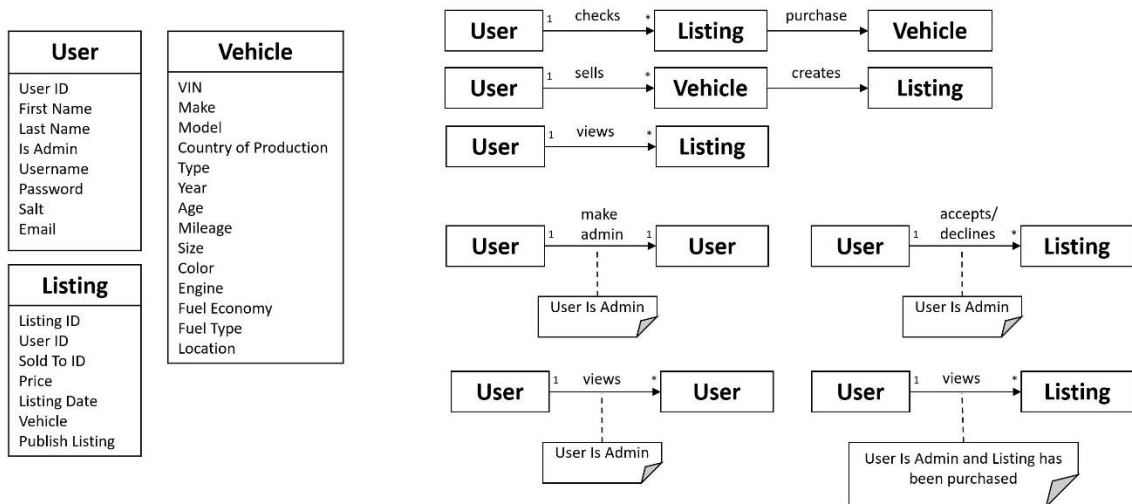 User
User ID
First Name
Last Name
Is Admin
Username
Password
Salt
Email
Listing
Listing ID
User ID
Sold To ID
Price
Listing Date
Vehicle
Publish Listing
Vehicle
VIN
Make
Model
Country of Production
Type
Year
Age
Mileage
Size
Color
Engine
Fuel Economy
Fuel Type
Location
User 1 checks * Listing purchase Vehicle
User 1 sells * Vehicle creates Listing
User 1 views * Listing
make
User 1 admin 1 User
User Is Admin
accepts/
User 1 declines * Listing
User Is Admin
User 1 views * User
User Is Admin
User 1 views * Listing
User Is Admin and Listing has
been purchased